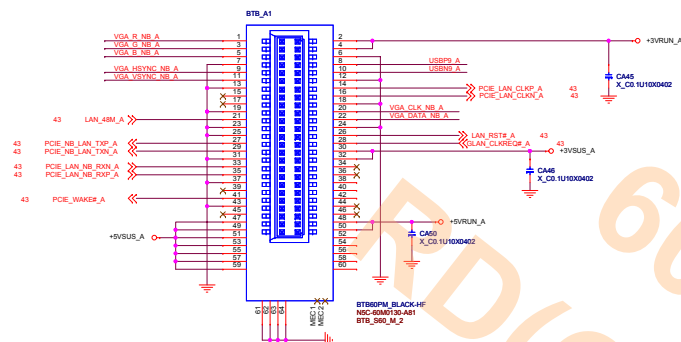 BTB_A1
VGA_R_NB_A 1 2 +3VRUN_A
VGA_G_NB_A 3 4
VGA_B_NB_A 5 6
7 8 USBP9_A
VGA_HSYNC_NB_A 9 10 USBN9_A
VGA_VSYNC_NB_A 11 12
13 14 PCIE_LAN_CLKP_A 43
15 16 PCIE_LAN_CLKN_A 43
CA45
X_C0.1U10X0402
17 18
19 20 VGA_CLK_NB_A
43 LAN_48M_A 21 22 VGA_DATA_NB_A
23 24
25 26 LAN_RST#_A 43
43 PCIE_NB_LAN_TXP_A 27 28 GLAN_CLKREQ#_A 43
43 PCIE_NB_LAN_TXN_A 29 30 +3VSUS_A
31 32
43 PCIE_LAN_NB_RXN_A 33 34
35 PCIE_LAN_NB_RXP_A 35 36
CA46
X_C0.1U10X0402
37 38
39 40
43 PCIE_WAKE#_A 41 42
43 44
45 46
47 48 +5VRUN_A
49 50
+5VSUS_A 51 52
CA50
X_C0.1U10X0402
53 54
55 56
57 58
59 60
61 62 63 64 MEC1 MEC2
BTB60PM_BLACK-HF
N5C-60M0130-A81
BTB_S60_M_2